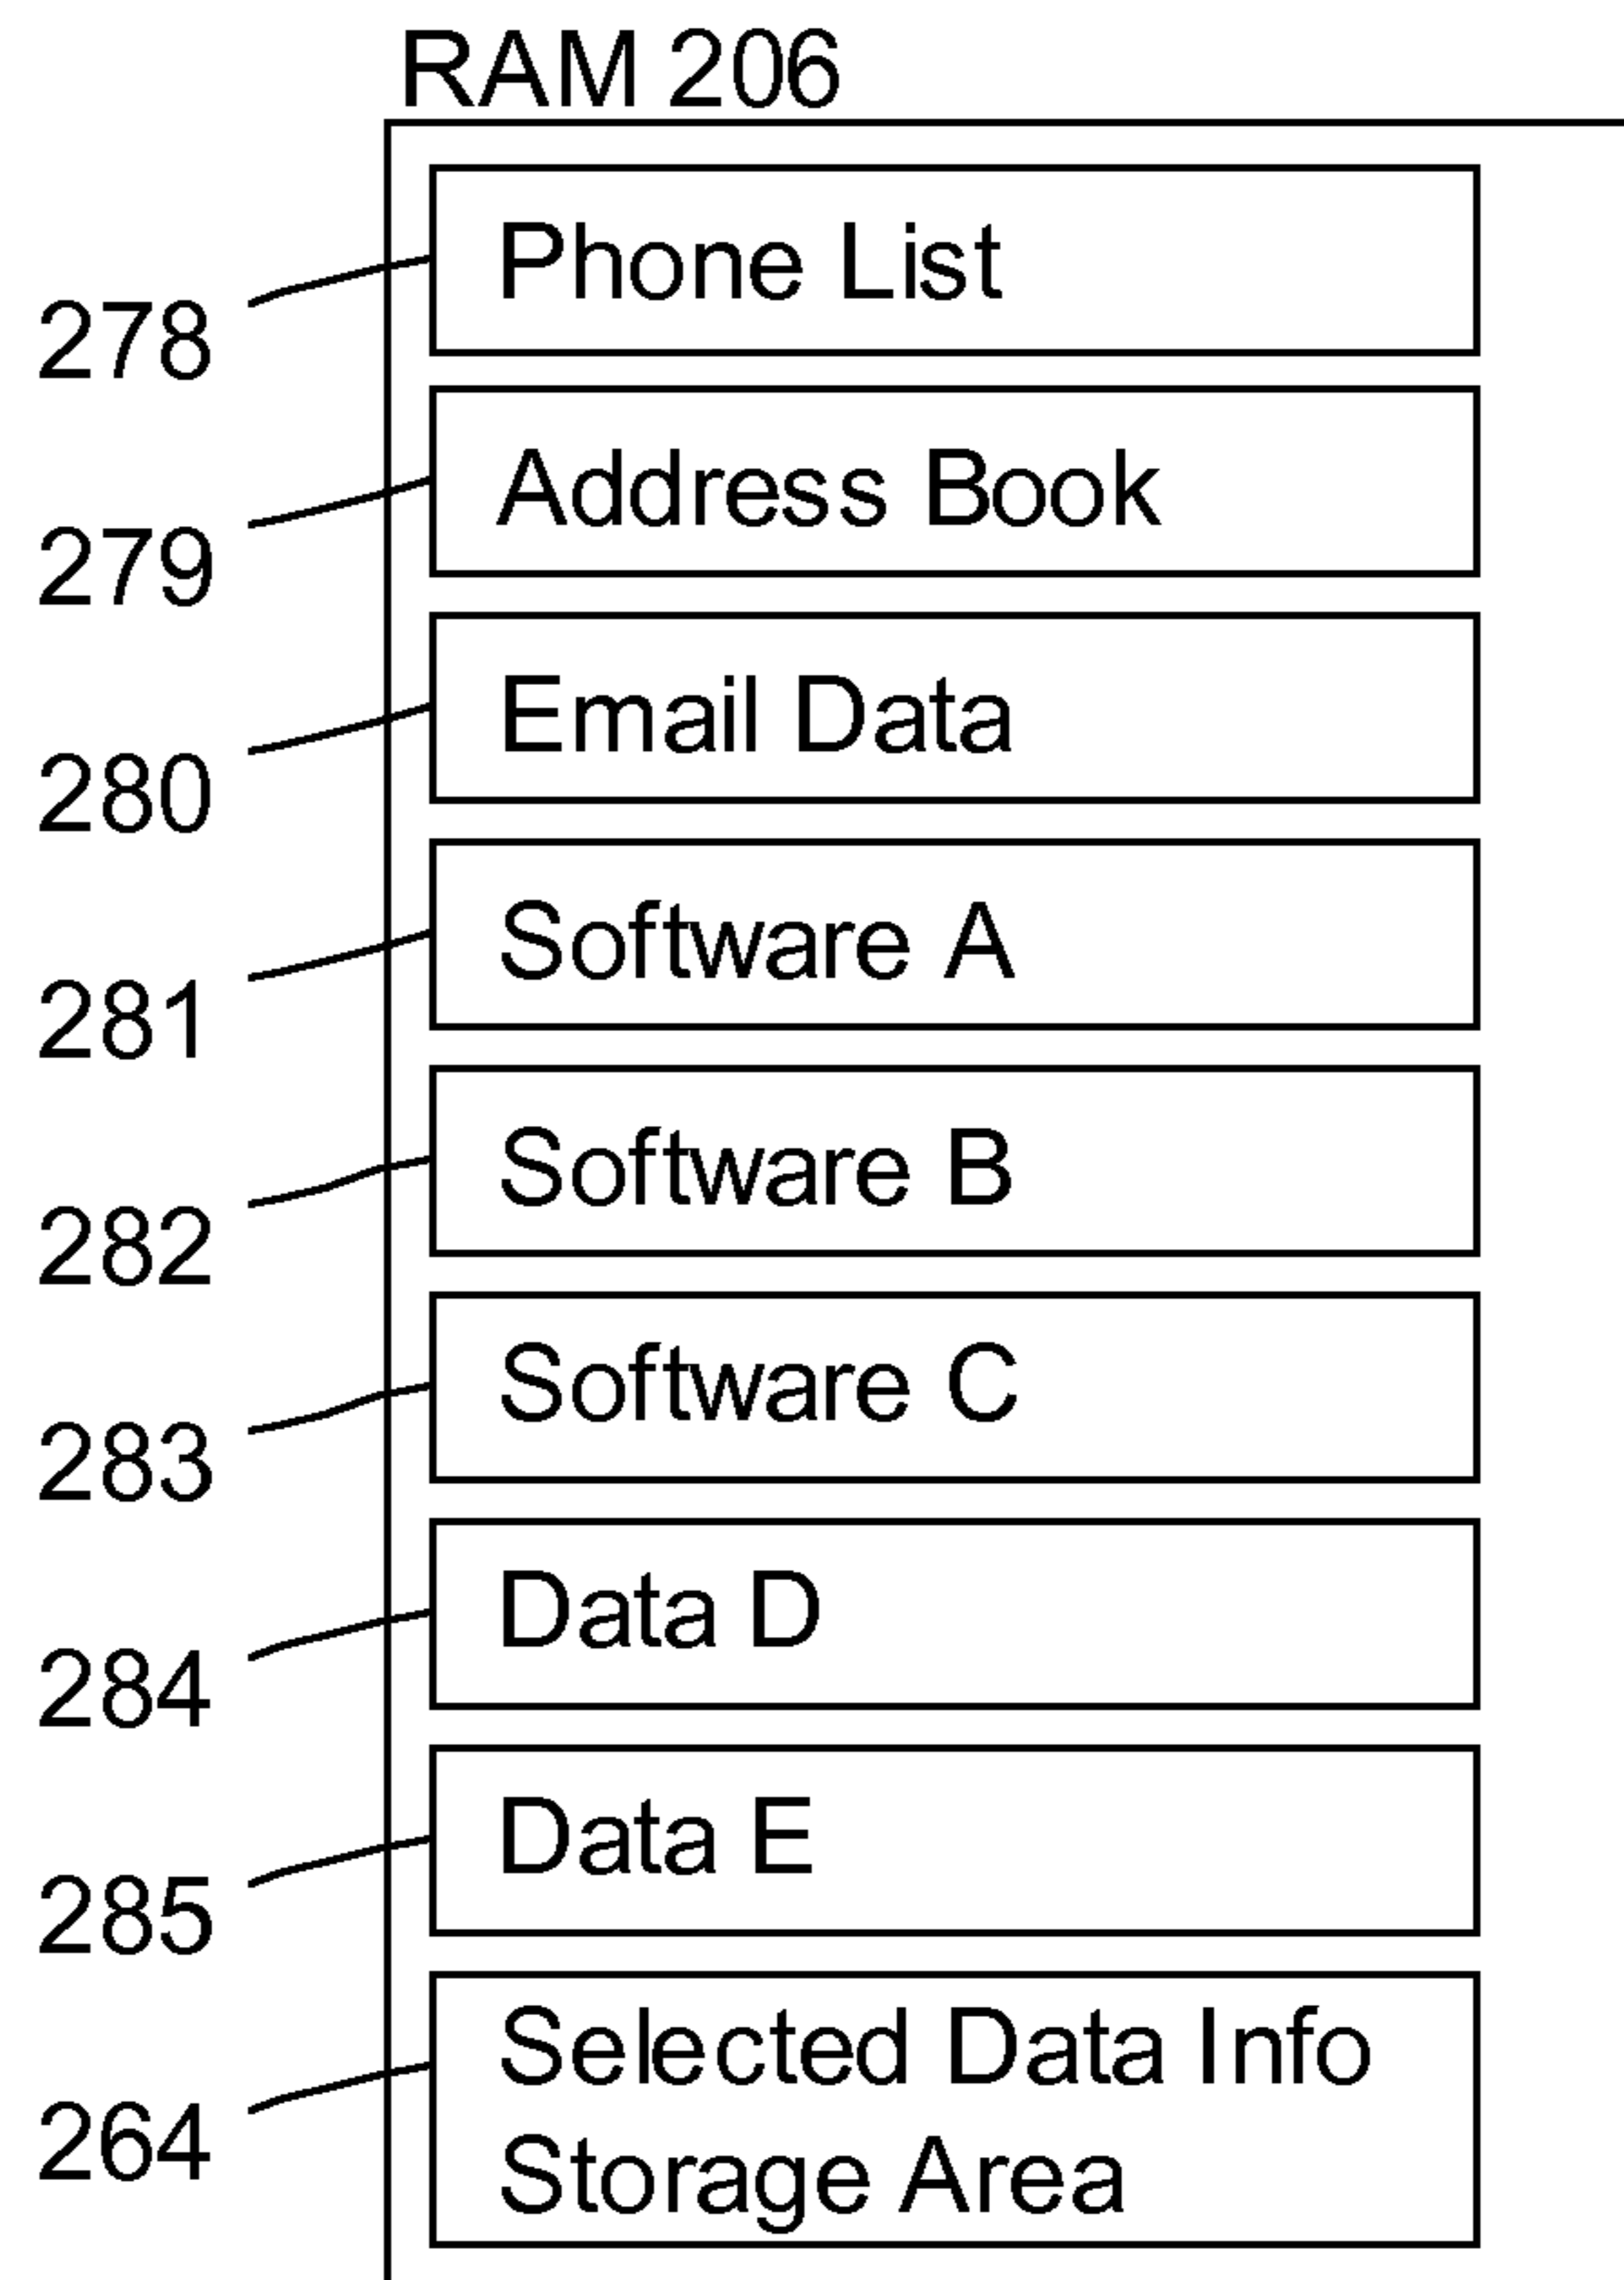 RAM 206
Phone List
278
Address Book
279
Email Data
280
Software A
281
Software B
282
Software C
283
Data D
284
Data E
285
Selected Data Info
Storage Area
264